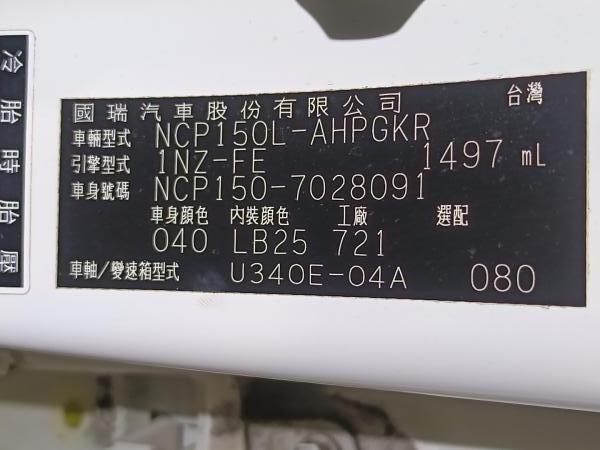 冷胎時胎壓
國瑞汽車股份有限公司 台灣
車輛型式 NCP150L-AHPGKR
引擎型式 1NZ-FE 1497 mL
車身號碼 NCP150-7028091
車身顏色 內裝顏色 工廠 選配
040 LB25 721
車軸/變速箱型式 U340E-04A 080